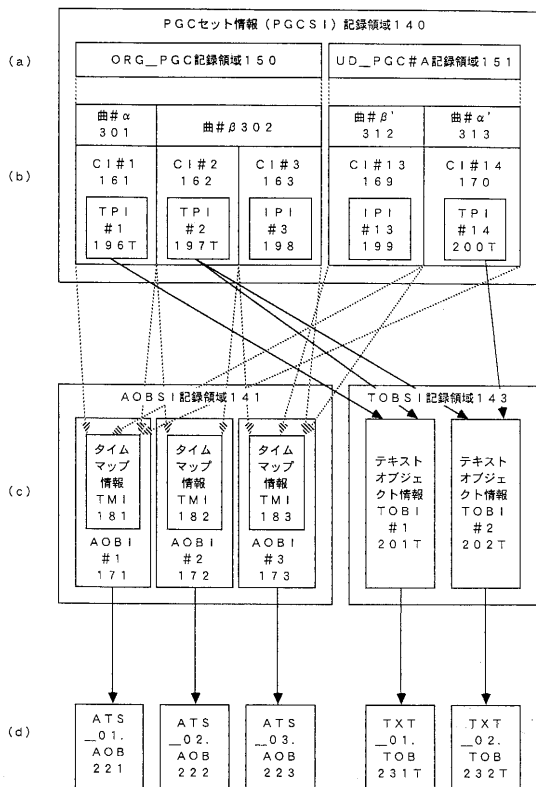 PGCセット情報(PGCSI)記録領域140
(a)
ORG__PGC記録領域150
UD__PGC#A記録領域151
曲#α
301
曲#β302
曲#β'
312
曲#α'
313
(b)
CI#1
161
CI#2
162
CI#3
163
CI#13
169
CI#14
170
TPI
#1
196T
TPI
#2
197T
IPI
#3
198
IPI
#13
199
TPI
#14
200T
AOBSI記録領域141
TOBSI記録領域143
(c)
タイム
マップ
情報
TMI
181
タイム
マップ
情報
TMI
182
タイム
マップ
情報
TMI
183
AOBI
#1
171
AOBI
#2
172
AOBI
#3
173
テキスト
オブジェ
クト情報
TOBI
#1
201T
テキスト
オブジェ
クト情報
TOBI
#2
202T
(d)
ATS
__01.
AOB
221
ATS
__02.
AOB
222
ATS
__03.
AOB
223
TXT
__01.
TOB
231T
TXT
__02.
TOB
232T